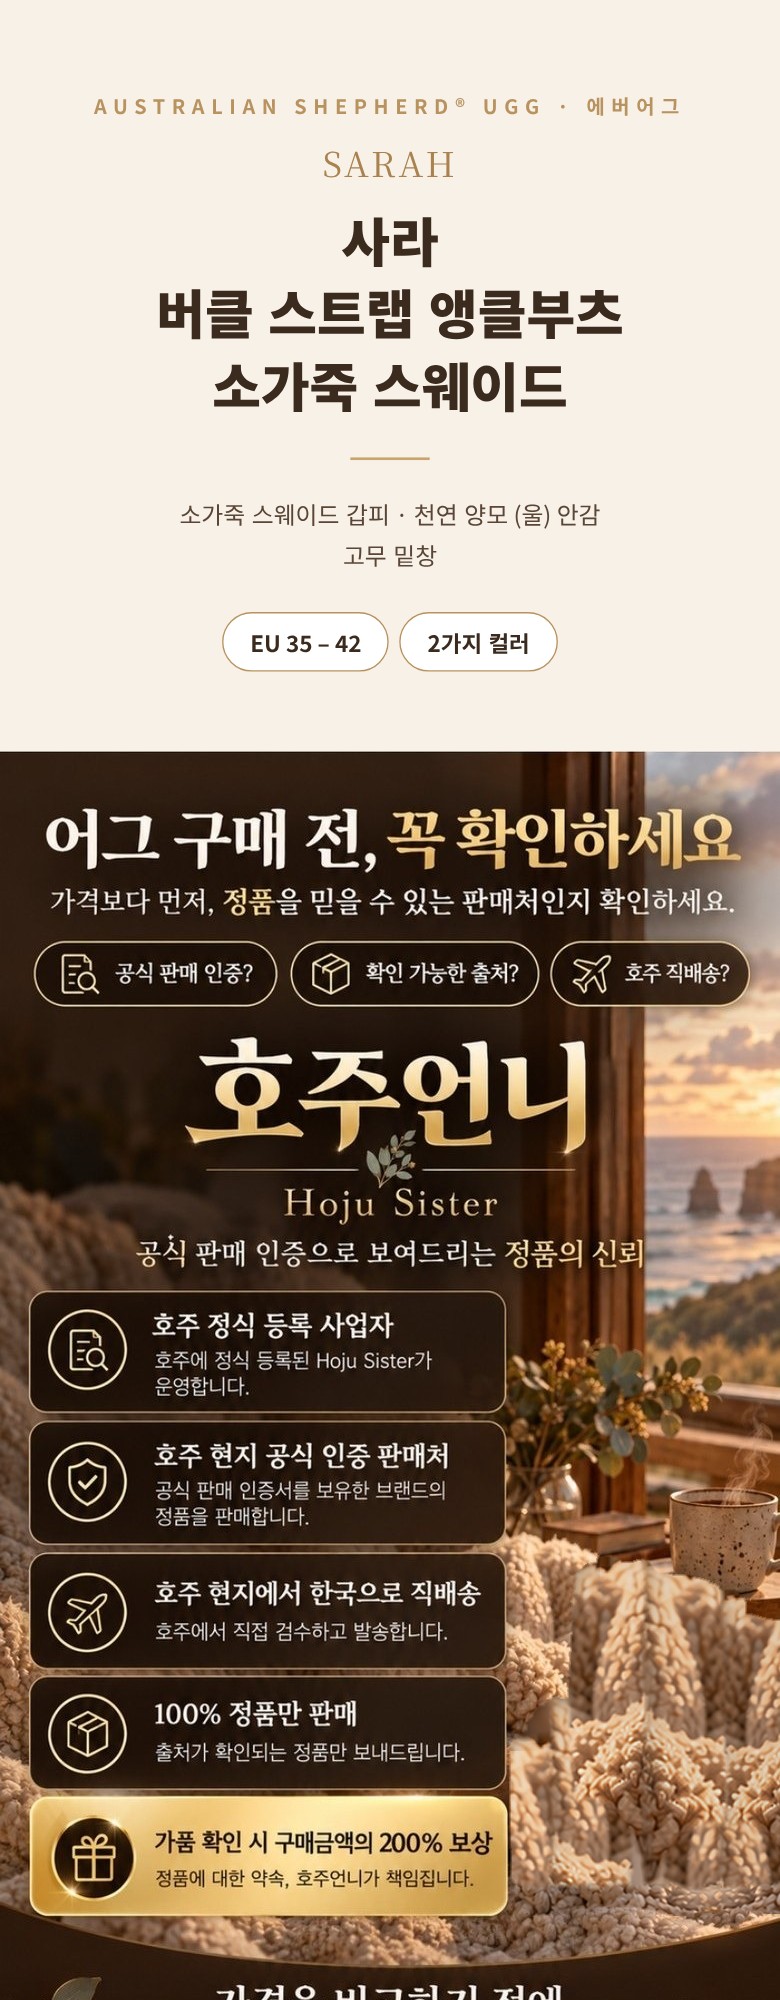 AUSTRALIAN SHEPHERD® UGG · 에버어그
SARAH
사라
버클 스트랩 앵클부츠
소가죽 스웨이드
소가죽 스웨이드 갑피 · 천연 양모 (울) 안감
고무 밑창
EU 35 – 42
2가지 컬러
어그 구매 전, 꼭 확인하세요
가격보다 먼저, 정품을 믿을 수 있는 판매처인지 확인하세요.
공식 판매 인증?
확인 가능한 출처?
호주 직배송?
호주언니
Hoju Sister
공식 판매 인증으로 보여드리는 정품의 신뢰
호주 정식 등록 사업자
호주에 정식 등록된 Hoju Sister가
운영합니다.
호주 현지 공식 인증 판매처
공식 판매 인증서를 보유한 브랜드의
정품을 판매합니다.
호주 현지에서 한국으로 직배송
호주에서 직접 검수하고 발송합니다.
100% 정품만 판매
출처가 확인되는 정품만 보내드립니다.
가품 확인 시 구매금액의 200% 보상
정품에 대한 약속, 호주언니가 책임집니다.
가격을 비교하기 전에